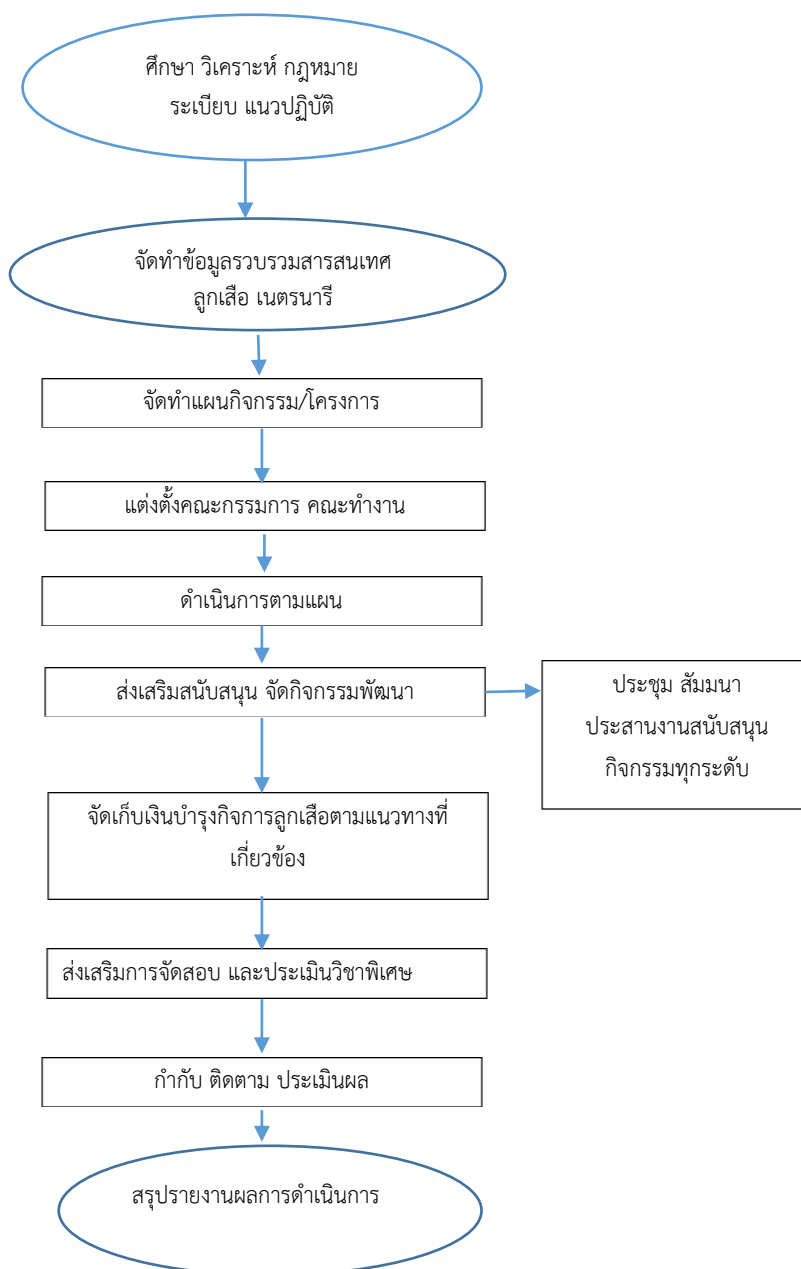 ศึกษา วิเคราะห์ กฎหมาย
ระเบียบ แนวปฏิบัติ
จัดทำข้อมูลรวบรวมสารสนเทศ
ลูกเสือ เนตรนารี
จัดทำแผนกิจกรรม/โครงการ
แต่งตั้งคณะกรรมการ คณะทำงาน
ดำเนินการตามแผน
ส่งเสริมสนับสนุน จัดกิจกรรมพัฒนา
ประชุม สัมมนา
ประสานงานสนับสนุน
กิจกรรมทุกระดับ
จัดเก็บเงินบำรุงกิจการลูกเสือตามแนวทางที่
เกี่ยวข้อง
ส่งเสริมการจัดสอบ และประเมินวิชาพิเศษ
กำกับ ติดตาม ประเมินผล
สรุปรายงานผลการดำเนินการ